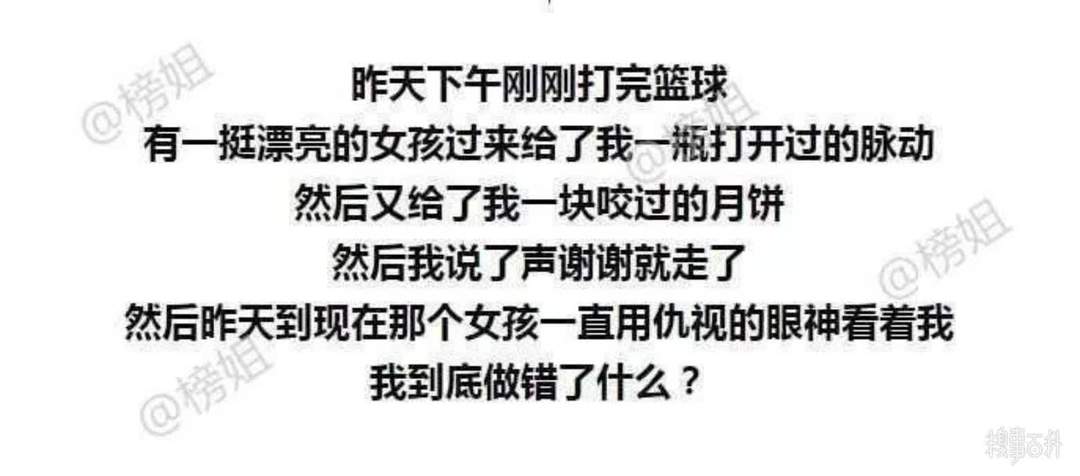 @榜姐
昨天下午刚刚打完篮球
有一挺漂亮的女孩过来给了我一瓶打开过的脉动
@榜姐
然后又给了我一块咬过的月饼
@榜姐
然后我说了声谢谢就走了
然后昨天到现在那个女孩一直用仇视的眼神看着我
@榜姐
我到底做错了什么？
糗事百科